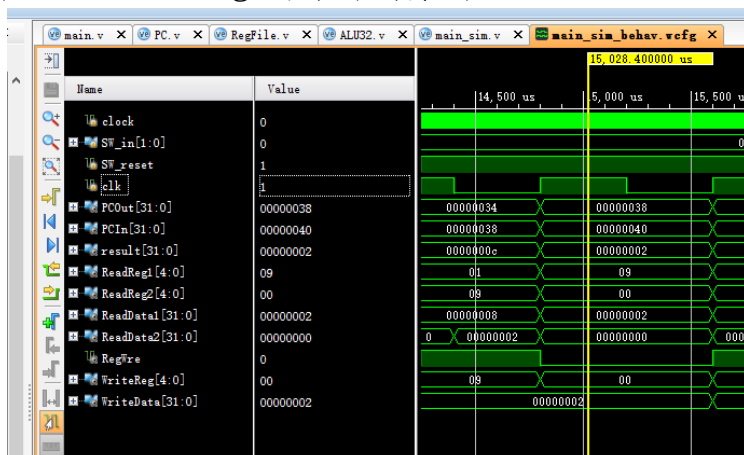 main.v X PC.v X RegFile.v X ALU32.v X main_sim.v X main_sim_behav.wcfg X
15,028.400000 us
Name Value
14,500 us 5,000 us 15,500 u
clock 0
SW_in[1:0] 0 0
SW_reset 1
clk 1
PCOut[31:0] 00000038 00000034 00000038
PCIn[31:0] 00000040 00000038 00000040
result[31:0] 00000002 0000000c 00000002
ReadReg1[4:0] 09 01 09
ReadReg2[4:0] 00 09 00
ReadData1[31:0] 00000002 00000008 00000002
ReadData2[31:0] 00000000 0 00000002 00000000 000
RegWre 0
WriteReg[4:0] 00 09 00
WriteData[31:0] 00000002 00000002